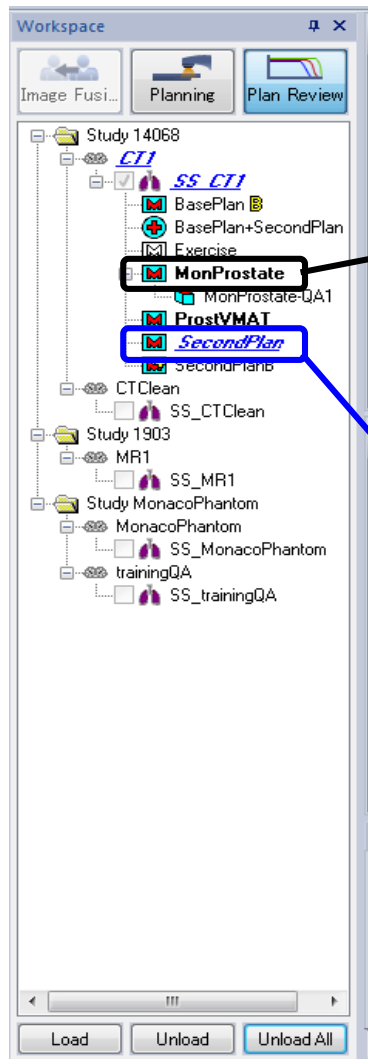 Workspace
Image Fusi... Planning Plan Review
Study 14068
CT1
SS_CT1
BasePlan B
BasePlan+SecondPlan
Exercise
MonProstate
MonProstate-QA1
ProstVMAT
SecondPlan
SecondPlanB
CTClean
SS_CTClean
Study 1903
MR1
SS_MR1
Study MonacoPhantom
MonacoPhantom
SS_MonacoPhantom
trainingQA
SS_trainingQA
Load Unload Unload All